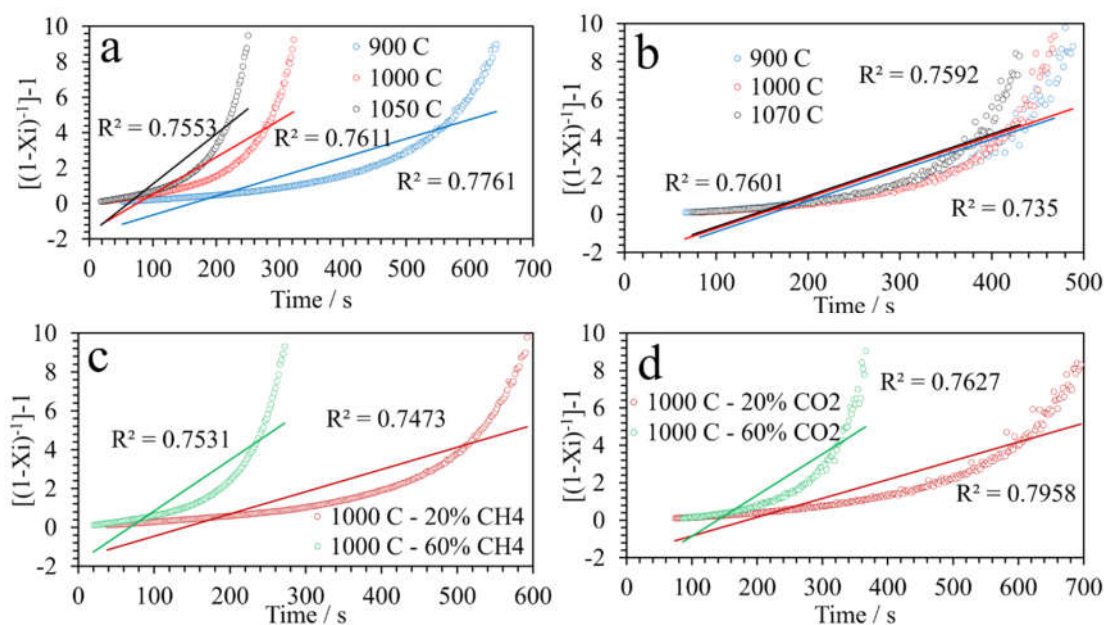 a
900 C
1000 C
1050 C
R² = 0.7553
R² = 0.7611
R² = 0.7761
[(1-Xi)⁻¹]-1
10
8
6
4
2
0
-2
0 100 200 300 400 500 600 700
Time / s
b
900 C
1000 C
1070 C
R² = 0.7592
R² = 0.7601
R² = 0.735
[(1-Xi)⁻¹]-1
10
8
6
4
2
0
-2
0 100 200 300 400 500
Time / s
c
R² = 0.7531
R² = 0.7473
1000 C - 20% CH4
1000 C - 60% CH4
[(1-Xi)⁻¹]-1
10
8
6
4
2
0
-2
0 100 200 300 400 500 600
Time / s
d
R² = 0.7627
1000 C - 20% CO2
1000 C - 60% CO2
R² = 0.7958
[(1-Xi)⁻¹]-1
10
8
6
4
2
0
-2
0 100 200 300 400 500 600 700
Time / s